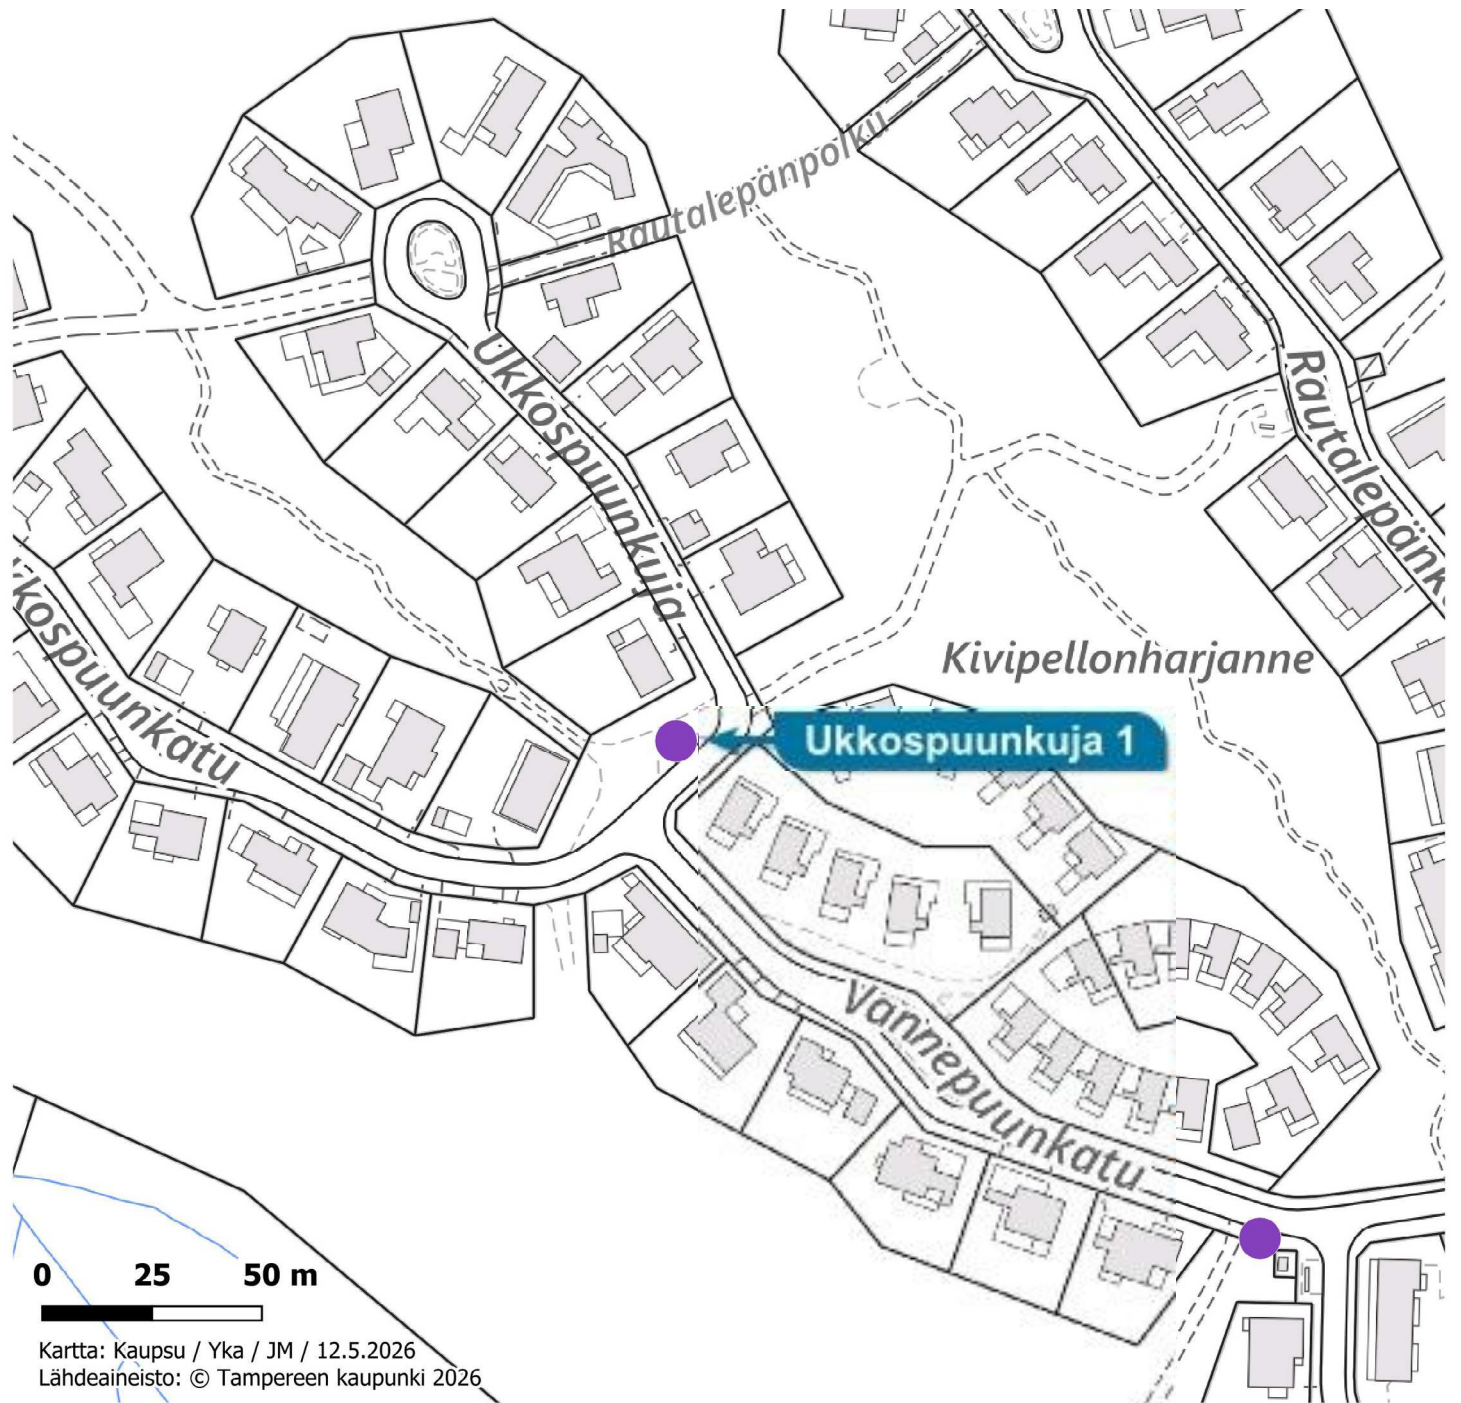 Rautalepänpolku
Ukkospuunkuja
Rautalepänk
kkospuunkatu
Kivipellonharjanne
Ukkospuunkuja 1
Vannepuunkatu
0 25 50 m
Kartta: Kaupsu / Yka / JM / 12.5.2026
Lähdeaineisto: © Tampereen kaupunki 2026